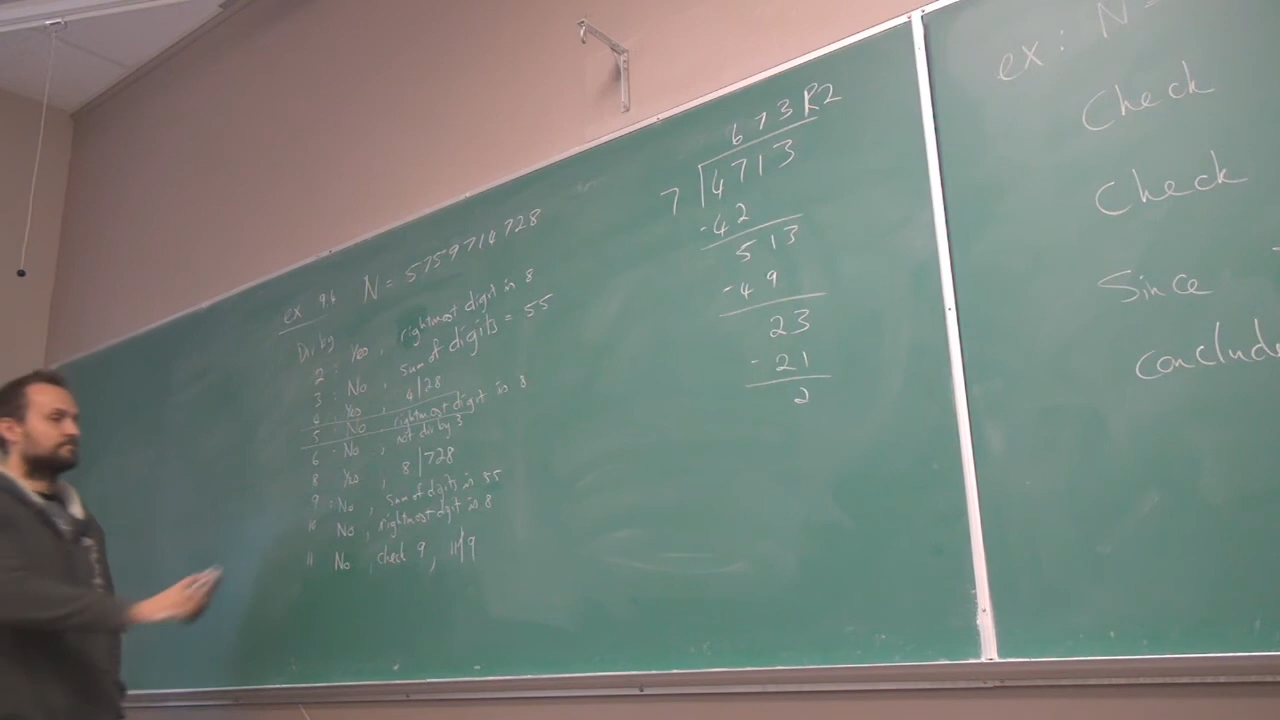 ex 9.6 N = 5759714728
Div by
2 : Yes , rightmost digit is 8
3 : No , sum of digits = 55
4 : Yes , 4|28
5 : No , rightmost digit is 8
6 : No , not div by 3
8 Yes , 8|728
9 : No , sum of digits is 55
10 No , rightmost digit is 8
11 No , check 9 , 11∤9
673R2
7 4713
-42
513
-49
23
-21
2
ex: N =
Check
Check
Since
conclude